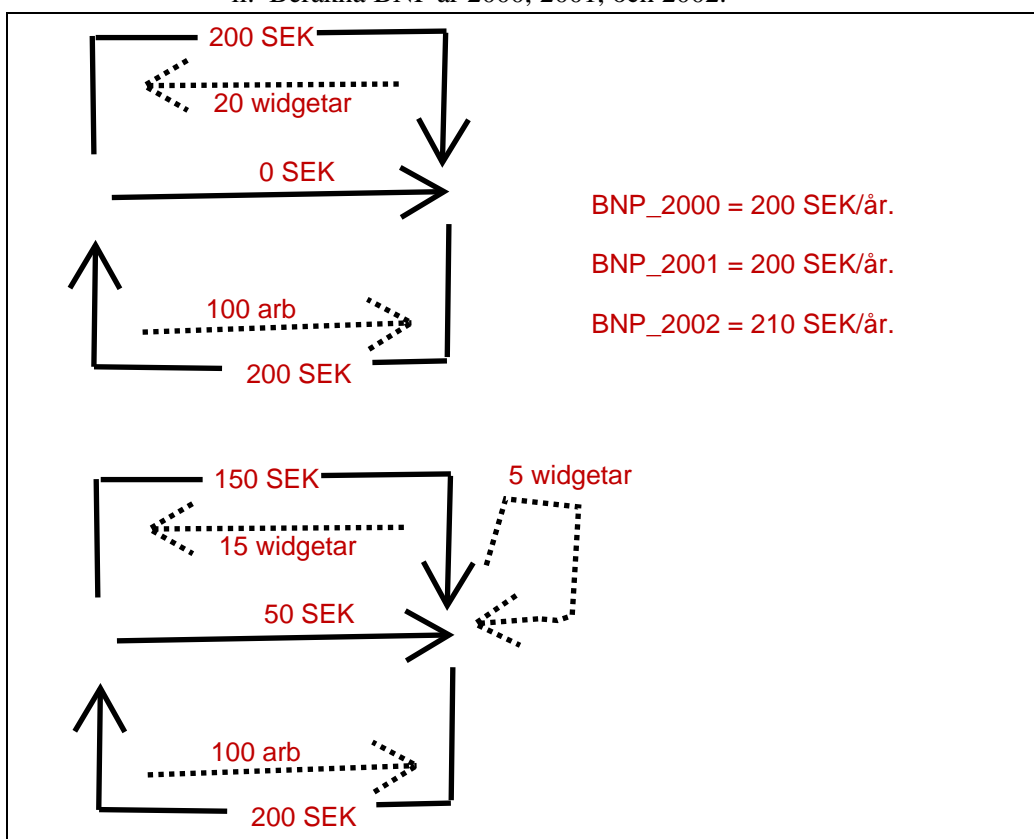 200 SEK
20 widgetar
0 SEK
100 arb
200 SEK
BNP_2000 = 200 SEK/år.
BNP_2001 = 200 SEK/år.
BNP_2002 = 210 SEK/år.
150 SEK
5 widgetar
15 widgetar
50 SEK
100 arb
200 SEK